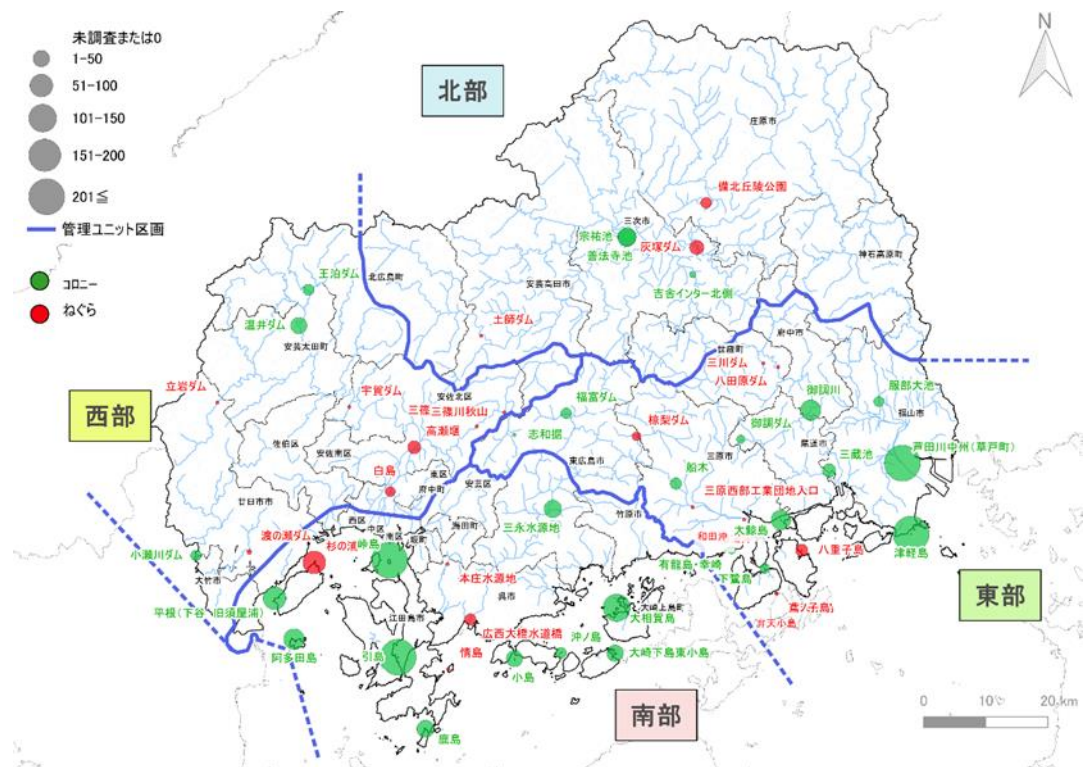 未調査または0
1-50
51-100
101-150
151-200
201≦
管理ユニット区画
コロニー
ねぐら
N
北部
庄原市
備北丘陵公園
三次市
宗祐池
灰塚ダム
善法寺池
神石高原町
王泊ダム
北広島町
安芸高田市
吉舎インター北側
温井ダム
土師ダム
安芸太田町
府中市
世羅町
三川ダム
八田原ダム
立岩ダム
宇賀ダム
安佐北区
福富ダム
御調川
服部大池
三篠
三篠川秋山
福山市
西部
高瀬堰
志和掘
椋梨ダム
御調ダム
佐伯区
安佐南区
尾道市
三原市
芦田川中州(草戸町)
白島
東区
安芸区
東広島市
船木
三蔵池
府中町
廿日市市
三原西部工業団地入口
西区
中区
海田町
三永水源地
竹原市
大鯨島
渡の瀬ダム
杉の浦
峠島
南区
坂町
和田沖
小瀬川ダム
有龍島・幸崎
八重子島
津軽島
大竹市
本庄水源地
下鷲島
呉市
平根(下谷 旧須屋浦)
大崎上島町
東部
江田島市
大相賀島
鳶ノ子島
弁天小島
広西大橋水道橋
阿多田島
引島
情島
沖ノ島
大崎下島東小島
小島
南部
0
10
20 km
鹿島